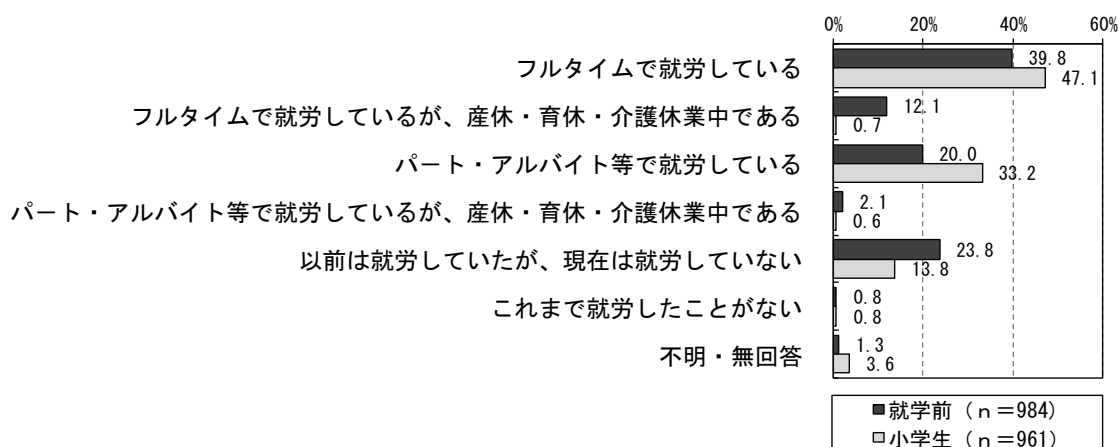 0% 20% 40% 60%
フルタイムで就労している 39.8
47.1
フルタイムで就労しているが、産休・育休・介護休業中である 12.1
0.7
パート・アルバイト等で就労している 20.0
33.2
パート・アルバイト等で就労しているが、産休・育休・介護休業中である 2.1
0.6
以前は就労していたが、現在は就労していない 23.8
13.8
これまで就労したことがない 0.8
0.8
不明・無回答 1.3
3.6
就学前（ｎ＝984）
小学生（ｎ＝961）